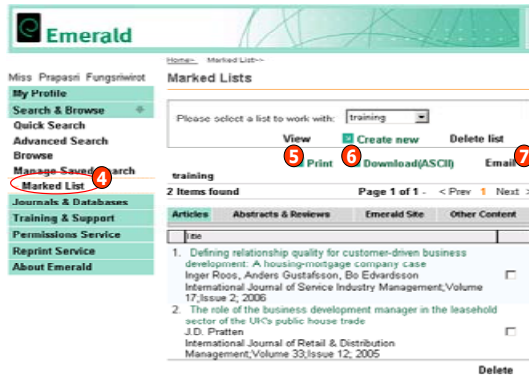 Emerald
Home> Marked List>>
Miss Prapasri Fungsriwirot
Marked Lists
My Profile
Search & Browse
Quick Search
Advanced Search
Browse
Manage Saved Search
4
Marked List
Journals & Databases
Training & Support
Permissions Service
Reprint Service
About Emerald
Please select a list to work with: training
View Create new Delete list
5 Print 6 Download(ASCII) Email 7
training
2 Items found Page 1 of 1 - < Prev 1 Next >
Articles Abstracts & Reviews Emerald Site Other Content
Title
1. Defining relationship quality for customer-driven business
development: A housing-mortgage company case
Inger Roos, Anders Gustafsson, Bo Edvardsson
International Journal of Service Industry Management;Volume
17;Issue 2; 2006
2. The role of the business development manager in the leasehold
sector of the UK's public house trade
J.D. Pratten
International Journal of Retail & Distribution
Management;Volume 33;Issue 12; 2005
Delete